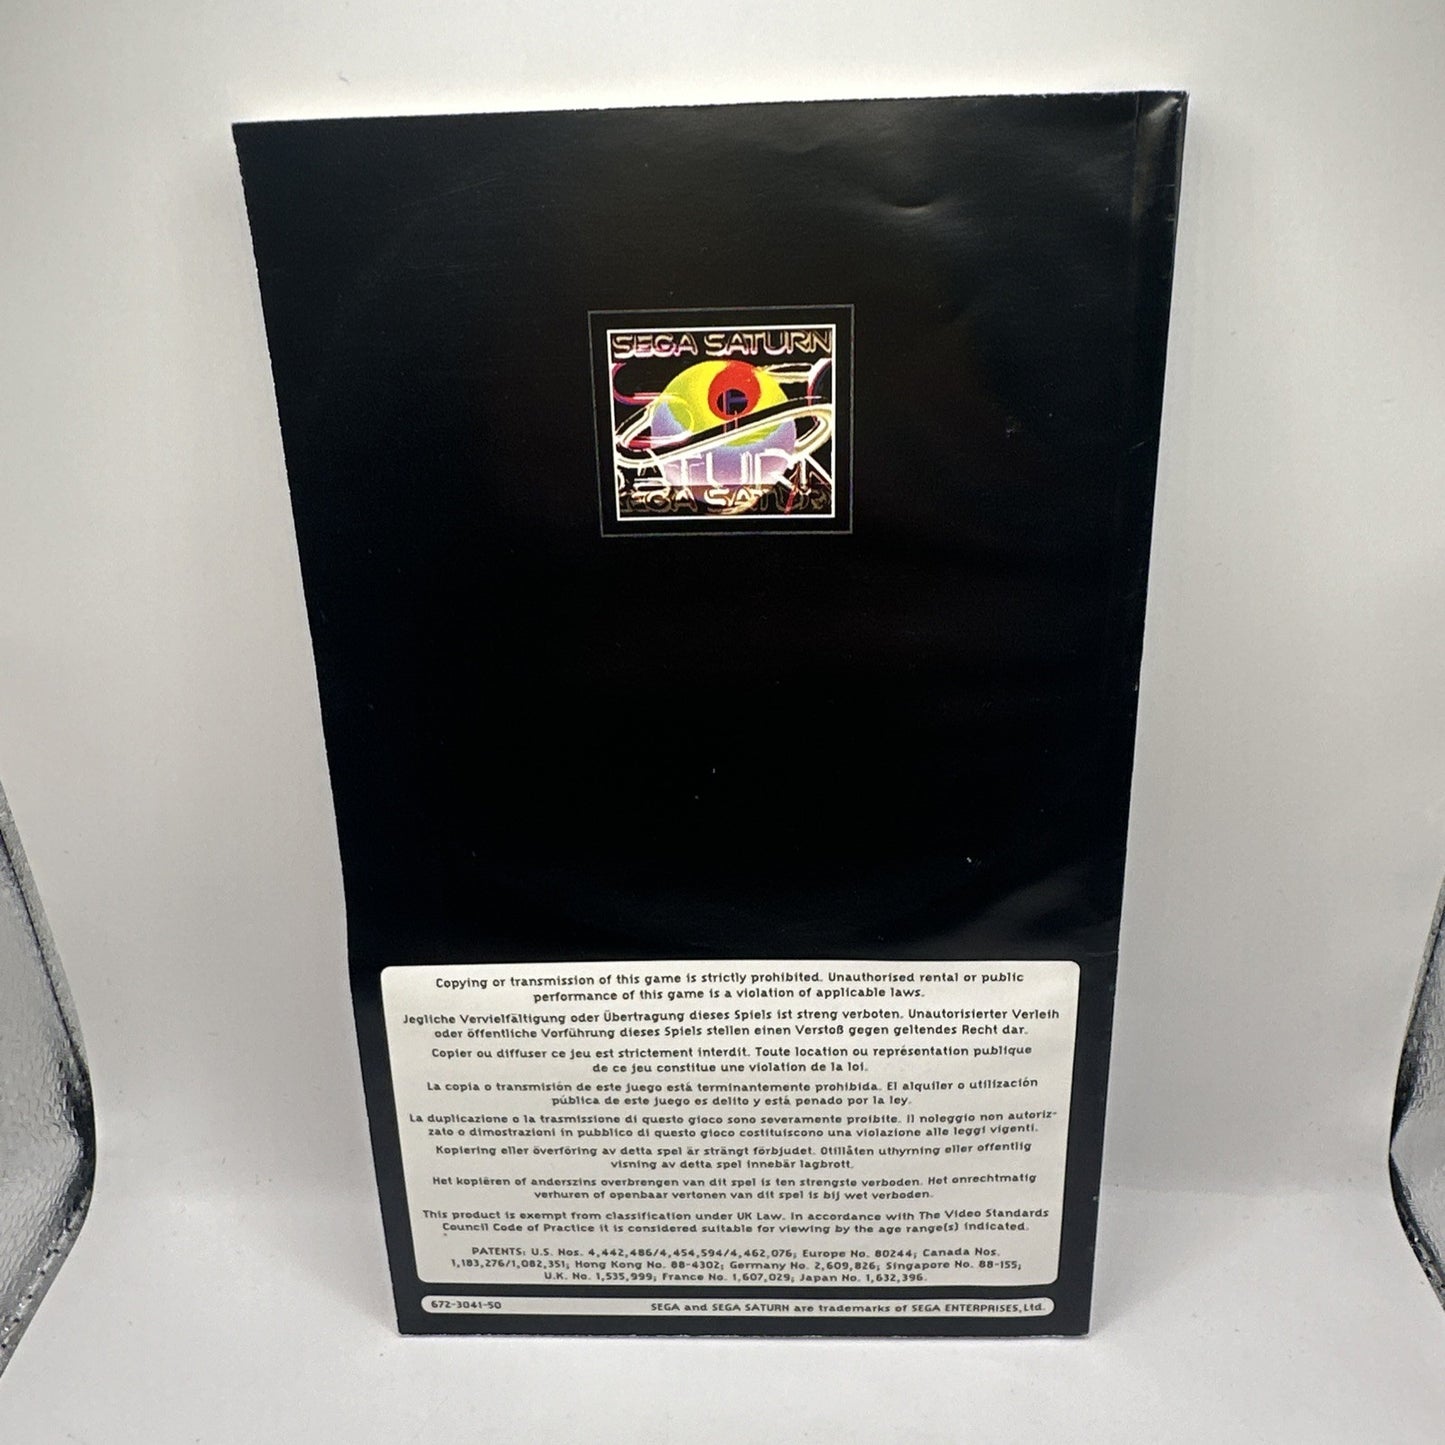 SEGA SATURN
SATURN
SEGA SATUR
Copying or transmission of this game is strictly prohibited. Unauthorised rental or public
performance of this game is a violation of applicable laws.
Jegliche Vervielfältigung oder Übertragung dieses Spiels ist streng verboten. Unautorisierter Verleih
oder öffentliche Vorführung dieses Spiels stellen einen Verstoß gegen geltendes Recht dar.
Copier ou diffuser ce jeu est strictement interdit. Toute location ou représentation publique
de ce jeu constitue une violation de la loi.
La copia o transmisión de este juego está terminantemente prohibida. El alquiler o utilización
pública de este juego es delito y está penado por la ley.
La duplicazione o la trasmissione di questo gioco sono severamente proibite. Il noleggio non autoriz-
zato o dimostrazioni in pubblico di questo gioco costituiscono una violazione alle leggi vigenti.
Kopiering eller överföring av detta spel är strängt förbjudet. Otillåten uthyrning eller offentlig
visning av detta spel innebär lagbrott.
Het kopiëren of anderszins overbrengen van dit spel is ten strengste verboden. Het onrechtmatig
verhuren of openbaar vertonen van dit spel is bij wet verboden.
This product is exempt from classification under UK Law. In accordance with The Video Standards
Council Code of Practice it is considered suitable for viewing by the age range(s) indicated.
PATENTS: U.S. Nos. 4,442,486/4,454,594/4,462,076; Europe No. 80244; Canada Nos.
1,183,276/1,082,351; Hong Kong No. 88-4302; Germany No. 2,609,826; Singapore No. 88-155;
U.K. No. 1,535,999; France No. 1,607,029; Japan No. 1,632,396.
672-3041-50 SEGA and SEGA SATURN are trademarks of SEGA ENTERPRISES, Ltd.